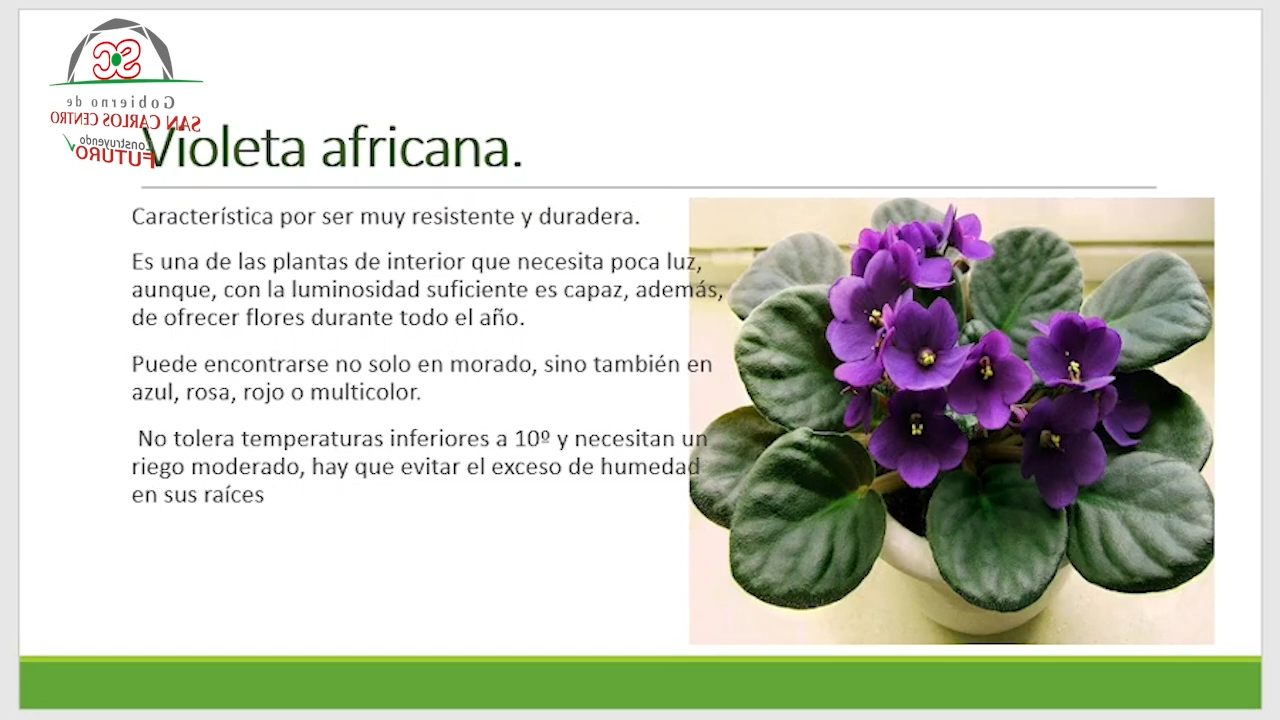 SC
Gobierno de
SAN CARLOS CENTRO
Construyendo
FUTURO
Violeta africana.
Característica por ser muy resistente y duradera.
Es una de las plantas de interior que necesita poca luz,
aunque, con la luminosidad suficiente es capaz, además,
de ofrecer flores durante todo el año.
Puede encontrarse no solo en morado, sino también en
azul, rosa, rojo o multicolor.
No tolera temperaturas inferiores a 10º y necesitan un
riego moderado, hay que evitar el exceso de humedad
en sus raíces